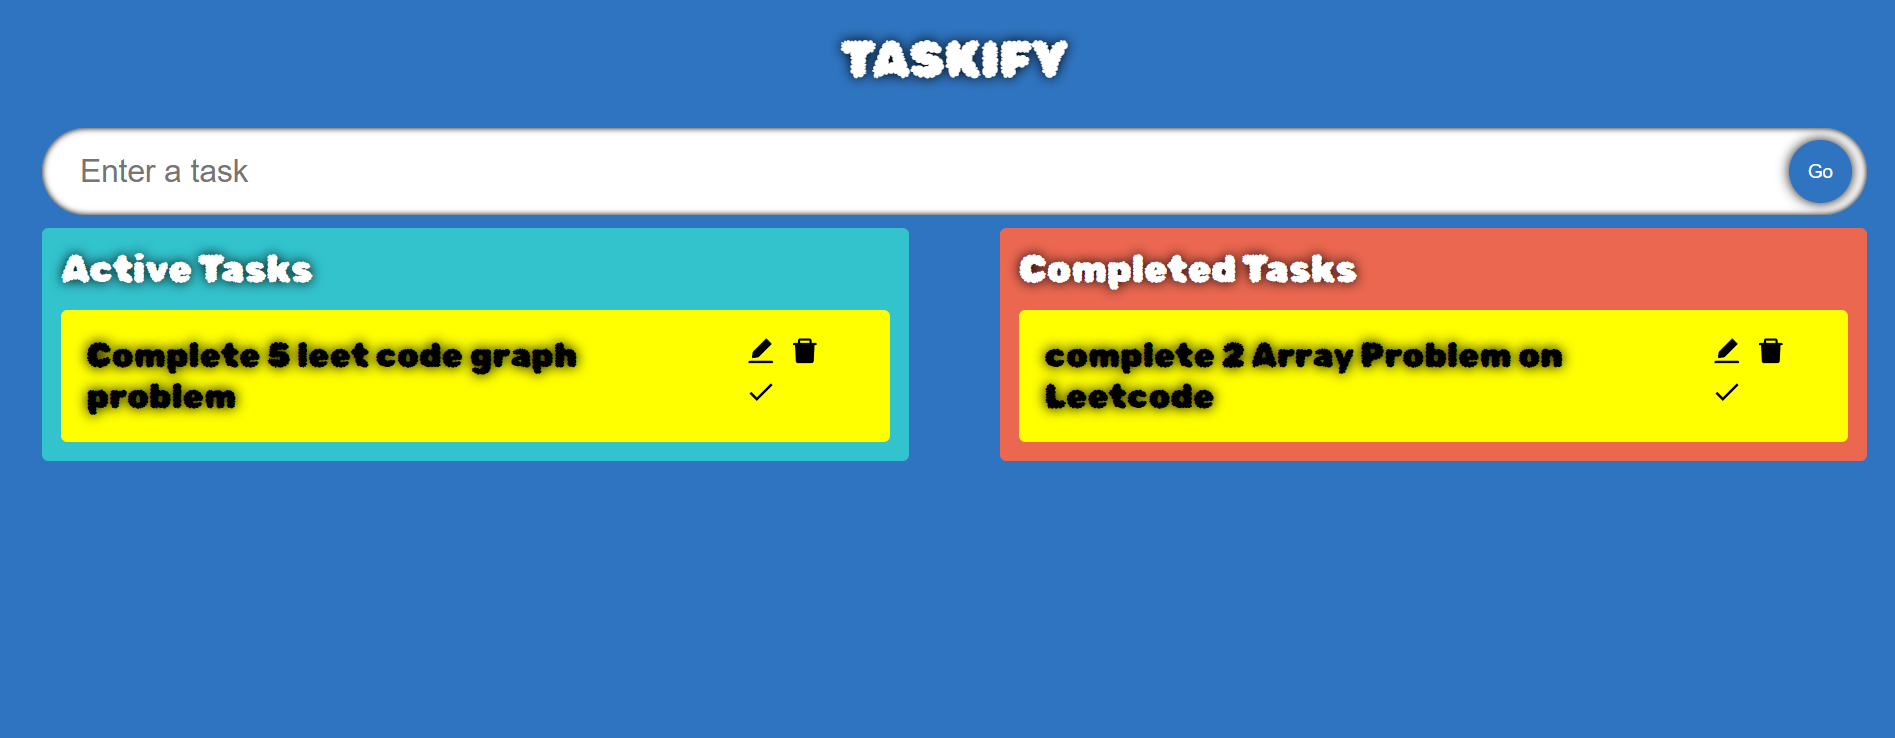 TASKIFY
Enter a task
Go
Active Tasks
Complete 5 leet code graph
problem
Completed Tasks
complete 2 Array Problem on
Leetcode